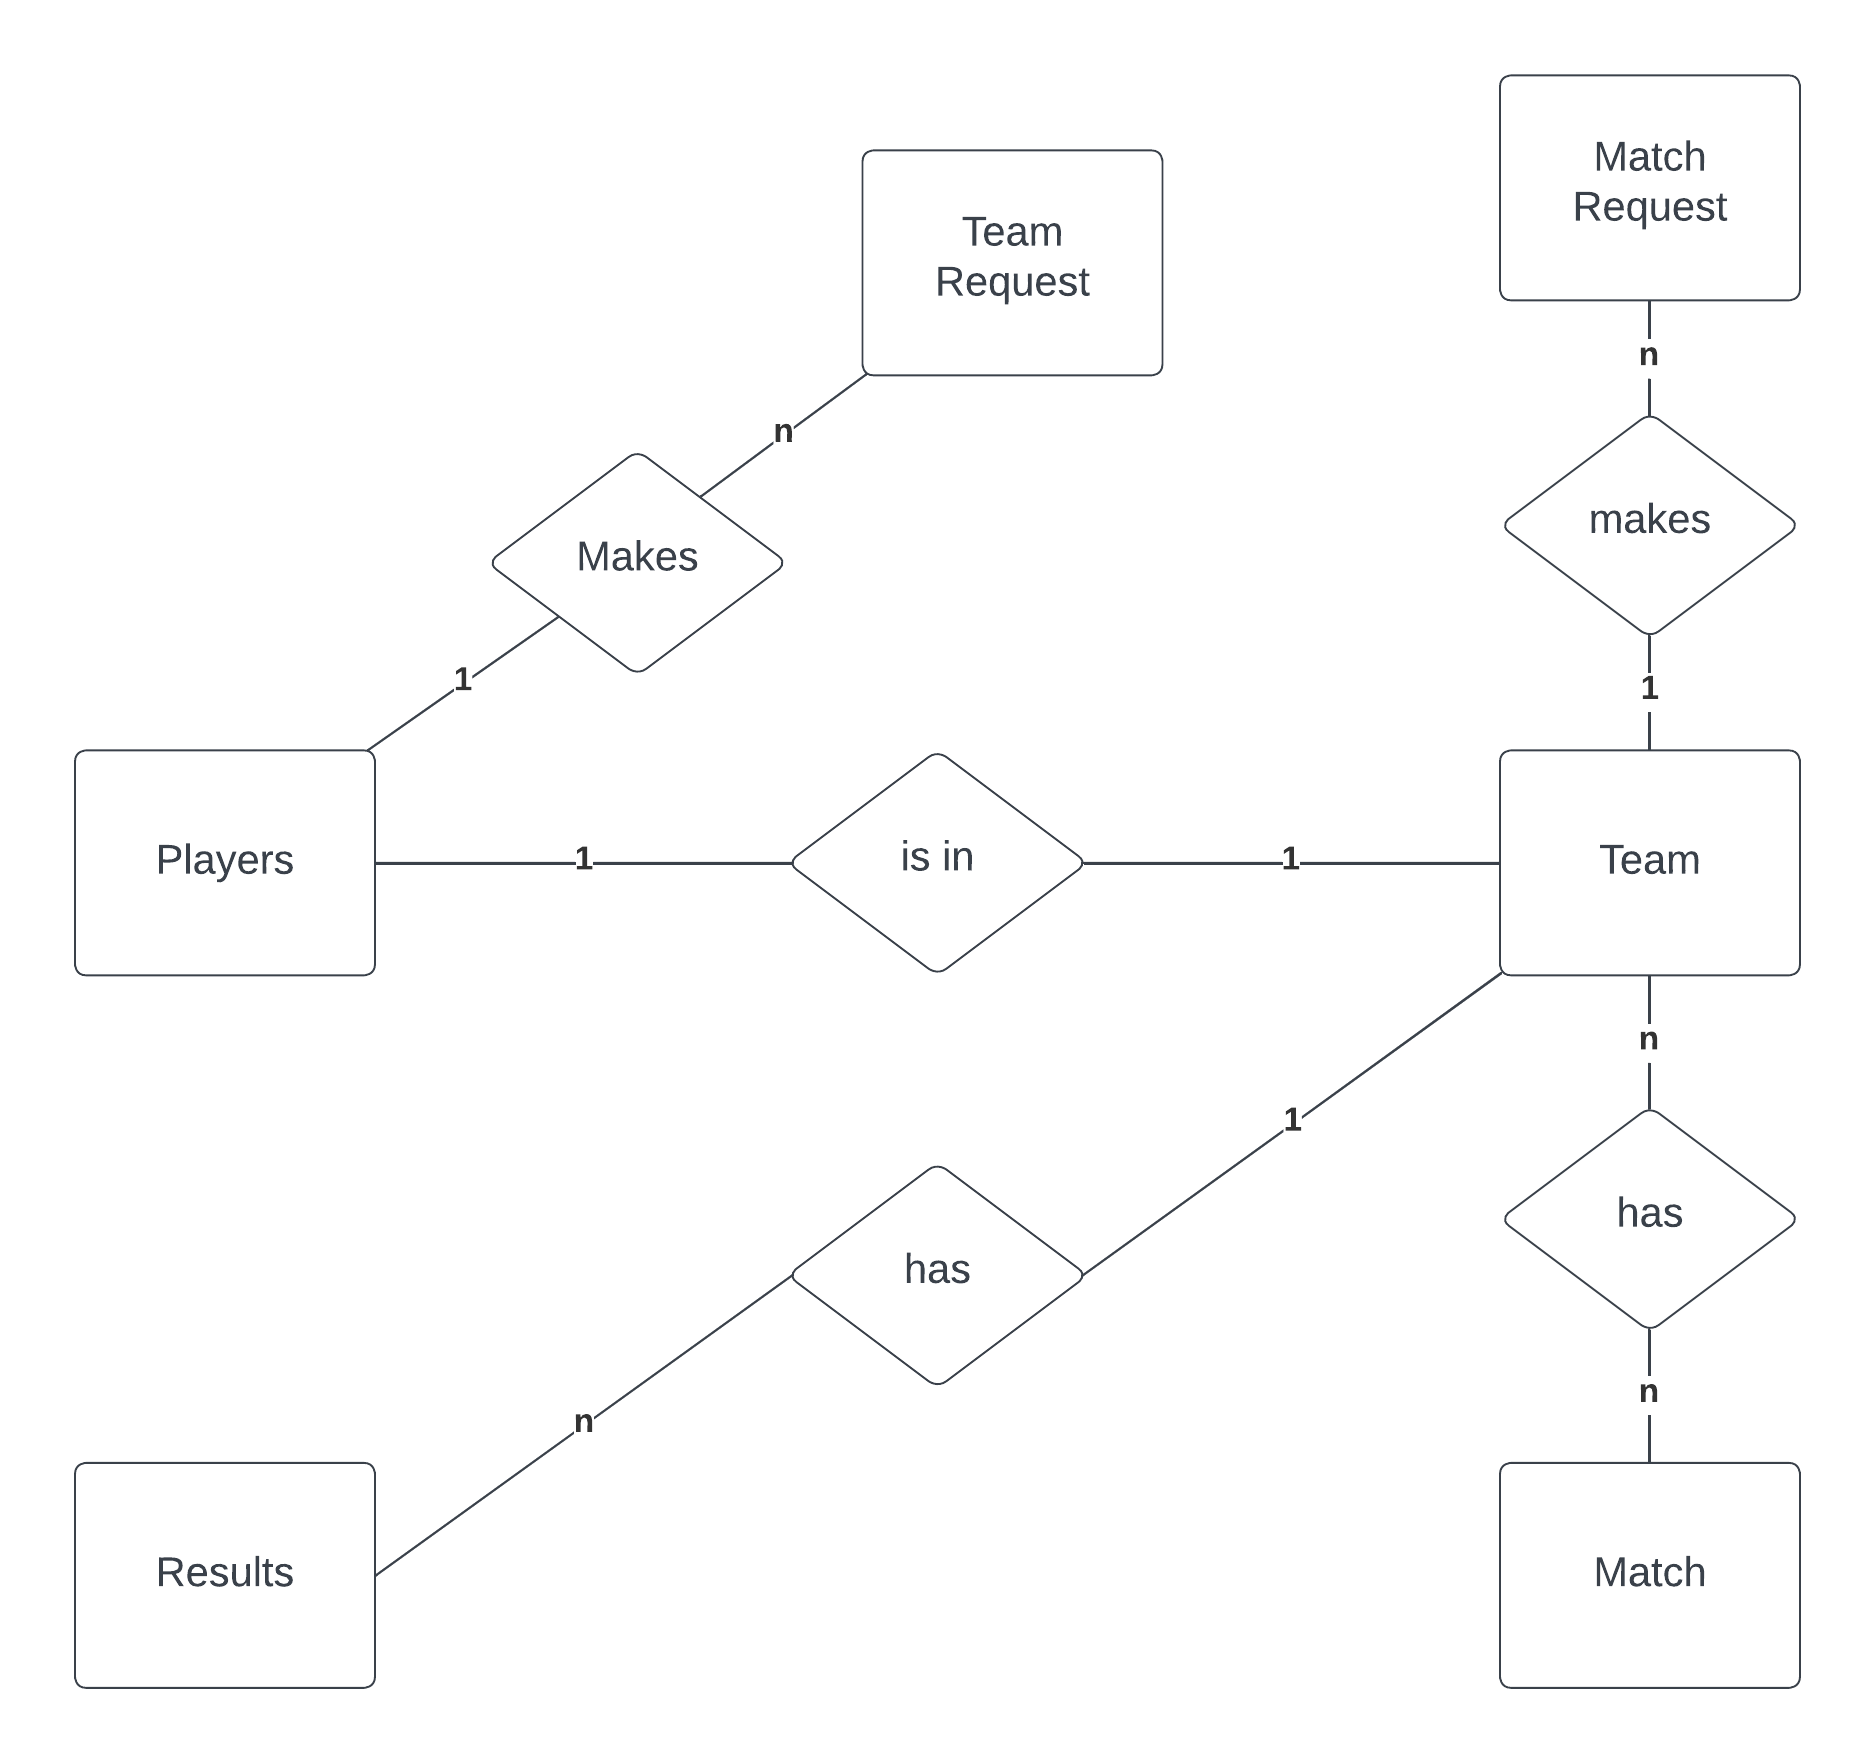 Match
Request
Team
Request
n
n
makes
Makes
1
1
Players
1
is in
1
Team
n
1
has
has
n
n
Results
Match